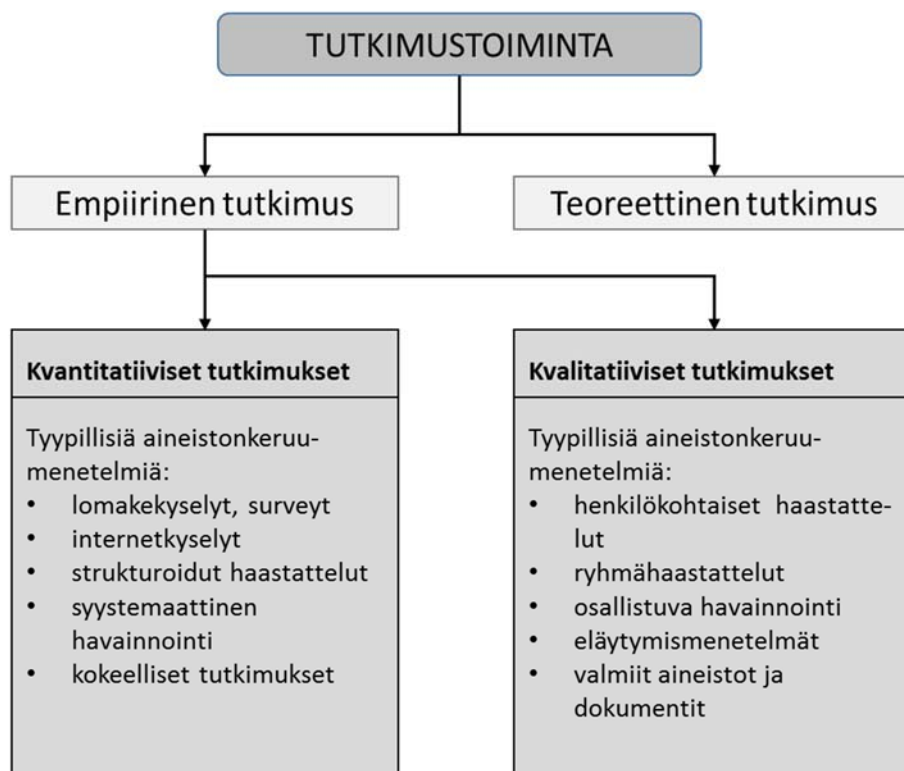 TUTKIMUSTOIMINTA
Empiirinen tutkimus
Teoreettinen tutkimus
Kvantitatiiviset tutkimukset
Tyypillisiä aineistonkeruu-
menetelmiä:
• lomakekyselyt, surveyt
• internetkyselyt
• strukturoidut haastattelut
• syystemaattinen
havainnointi
• kokeelliset tutkimukset
Kvalitatiiviset tutkimukset
Tyypillisiä aineistonkeruu-
menetelmiä:
• henkilökohtaiset haastatte-
lut
• ryhmähaastattelut
• osallistuva havainnointi
• eläytymismenetelmät
• valmiit aineistot ja
dokumentit